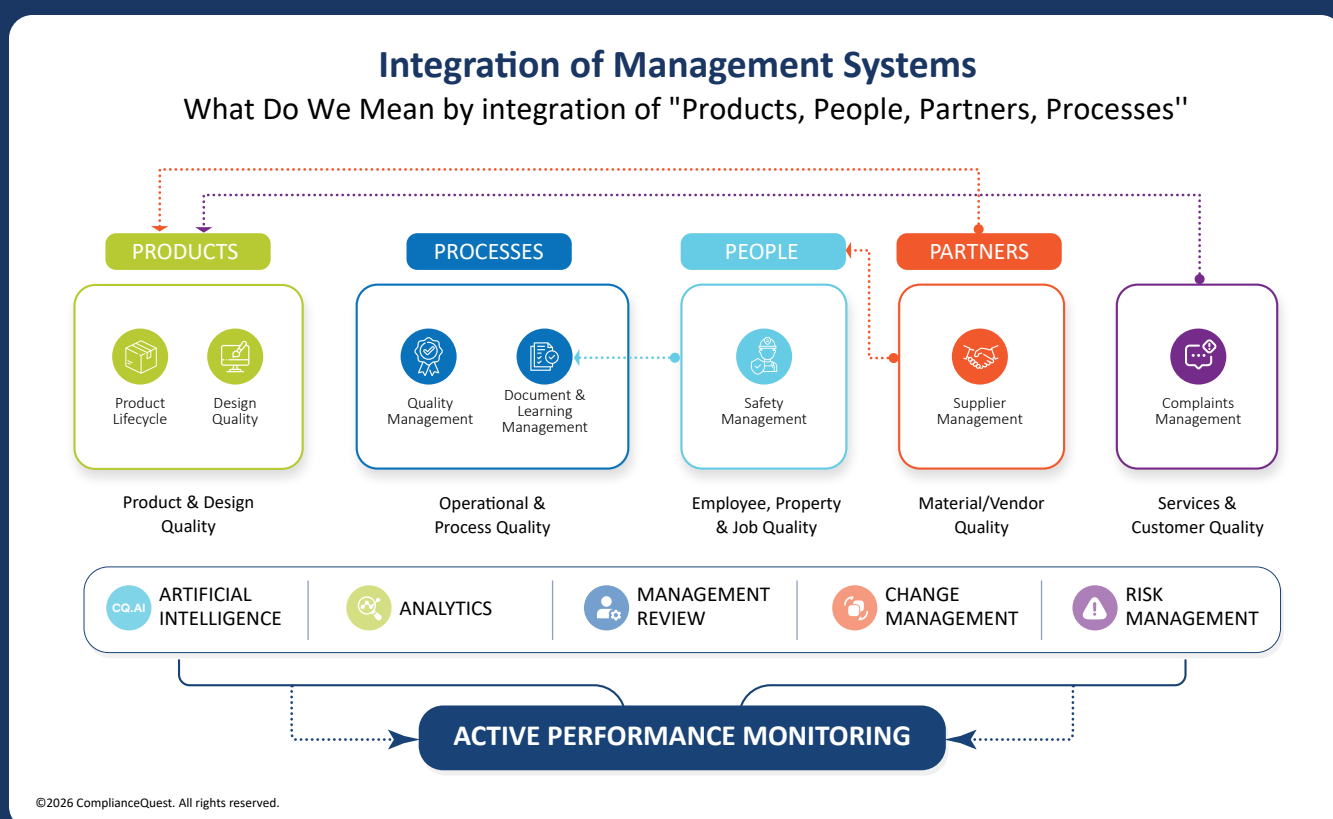 Integration of Management Systems
What Do We Mean by integration of "Products, People, Partners, Processes''
PRODUCTS
PROCESSES
PEOPLE
PARTNERS
Product
Lifecycle
Design
Quality
Quality
Management
Document &
Learning
Management
Safety
Management
Supplier
Management
Complaints
Management
Product & Design
Quality
Operational &
Process Quality
Employee, Property
& Job Quality
Material/Vendor
Quality
Services &
Customer Quality
CQ.AI
ARTIFICIAL
INTELLIGENCE
ANALYTICS
MANAGEMENT
REVIEW
CHANGE
MANAGEMENT
RISK
MANAGEMENT
ACTIVE PERFORMANCE MONITORING
©2026 ComplianceQuest. All rights reserved.